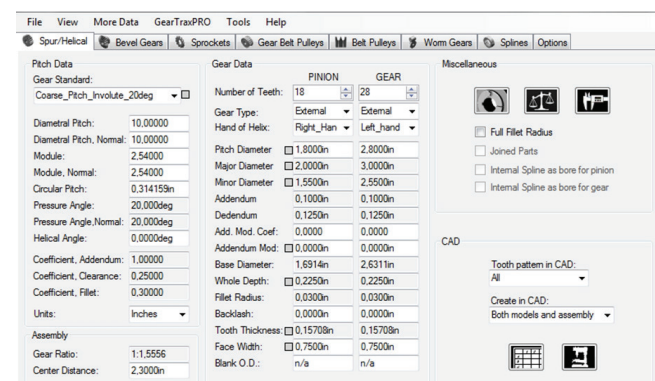 File View More Data GearTraxPRO Tools Help
Spur/Helical Bevel Gears Sprockets Gear Belt Pulleys Belt Pulleys Worm Gears Splines Options
Pitch Data
Gear Standard:
Coarse_Pitch_Involute_20deg
Diametral Pitch: 10,00000
Diametral Pitch, Normal: 10,00000
Module: 2,54000
Module, Normal: 2,54000
Circular Pitch: 0,314159in
Pressure Angle: 20,000deg
Pressure Angle,Normal: 20,000deg
Helical Angle: 0,0000deg
Coefficient, Addendum: 1,00000
Coefficient, Clearance: 0,25000
Coefficient, Fillet: 0,30000
Units: Inches
Assembly
Gear Ratio: 1:1,5556
Center Distance: 2,3000in
Gear Data
PINION GEAR
Number of Teeth: 18 28
Gear Type: External External
Hand of Helix: Right_Han Left_hand
Pitch Diameter 1,8000in 2,8000in
Major Diameter 2,0000in 3,0000in
Minor Diameter 1,5500in 2,5500in
Addendum 0,1000in 0,1000in
Dedendum 0,1250in 0,1250in
Add. Mod. Coef: 0,0000 0,0000
Addendum Mod: 0,0000in 0,0000in
Base Diameter: 1,6914in 2,6311in
Whole Depth: 0,2250in 0,2250in
Fillet Radius: 0,0300in 0,0300in
Backlash: 0,0000in 0,0000in
Tooth Thickness: 0,15708in 0,15708in
Face Width: 0,7500in 0,7500in
Blank O.D.: n/a n/a
Miscellaneous
Full Fillet Radius
Joined Parts
Internal Spline as bore for pinion
Internal Spline as bore for gear
CAD
Tooth pattern in CAD:
All
Create in CAD:
Both models and assembly